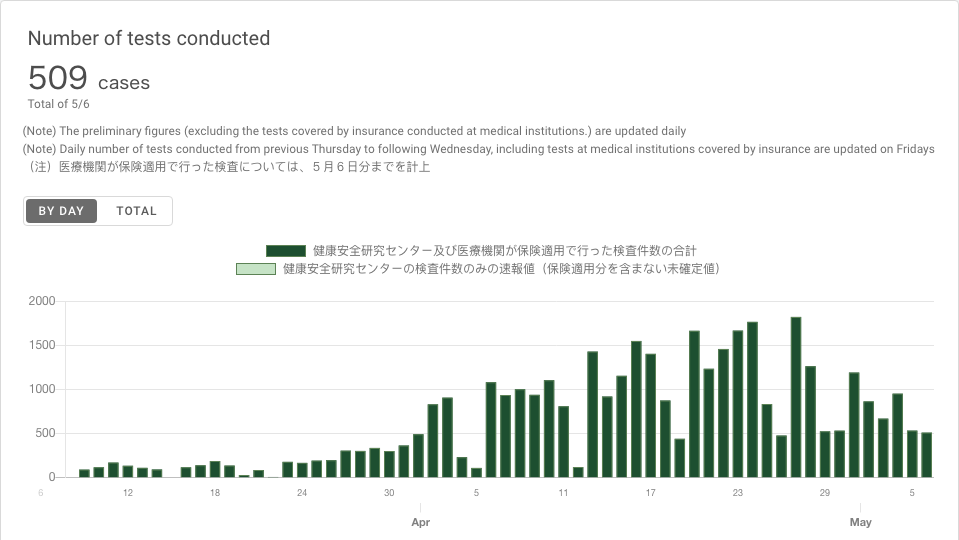 Number of tests conducted
509 cases
Total of 5/6
(Note) The preliminary figures (excluding the tests covered by insurance conducted at medical institutions.) are updated daily
(Note) Daily number of tests conducted from previous Thursday to following Wednesday, including tests at medical institutions covered by insurance are updated on Fridays
（注）医療機関が保険適用で行った検査については、５月６日分までを計上
BY DAY TOTAL
健康安全研究センター及び医療機関が保険適用で行った検査件数の合計
健康安全研究センターの検査件数のみの速報値（保険適用分を含まない未確定値）
2000
1500
1000
500
0
6 12 18 24 30 5 11 17 23 29 5
Apr May